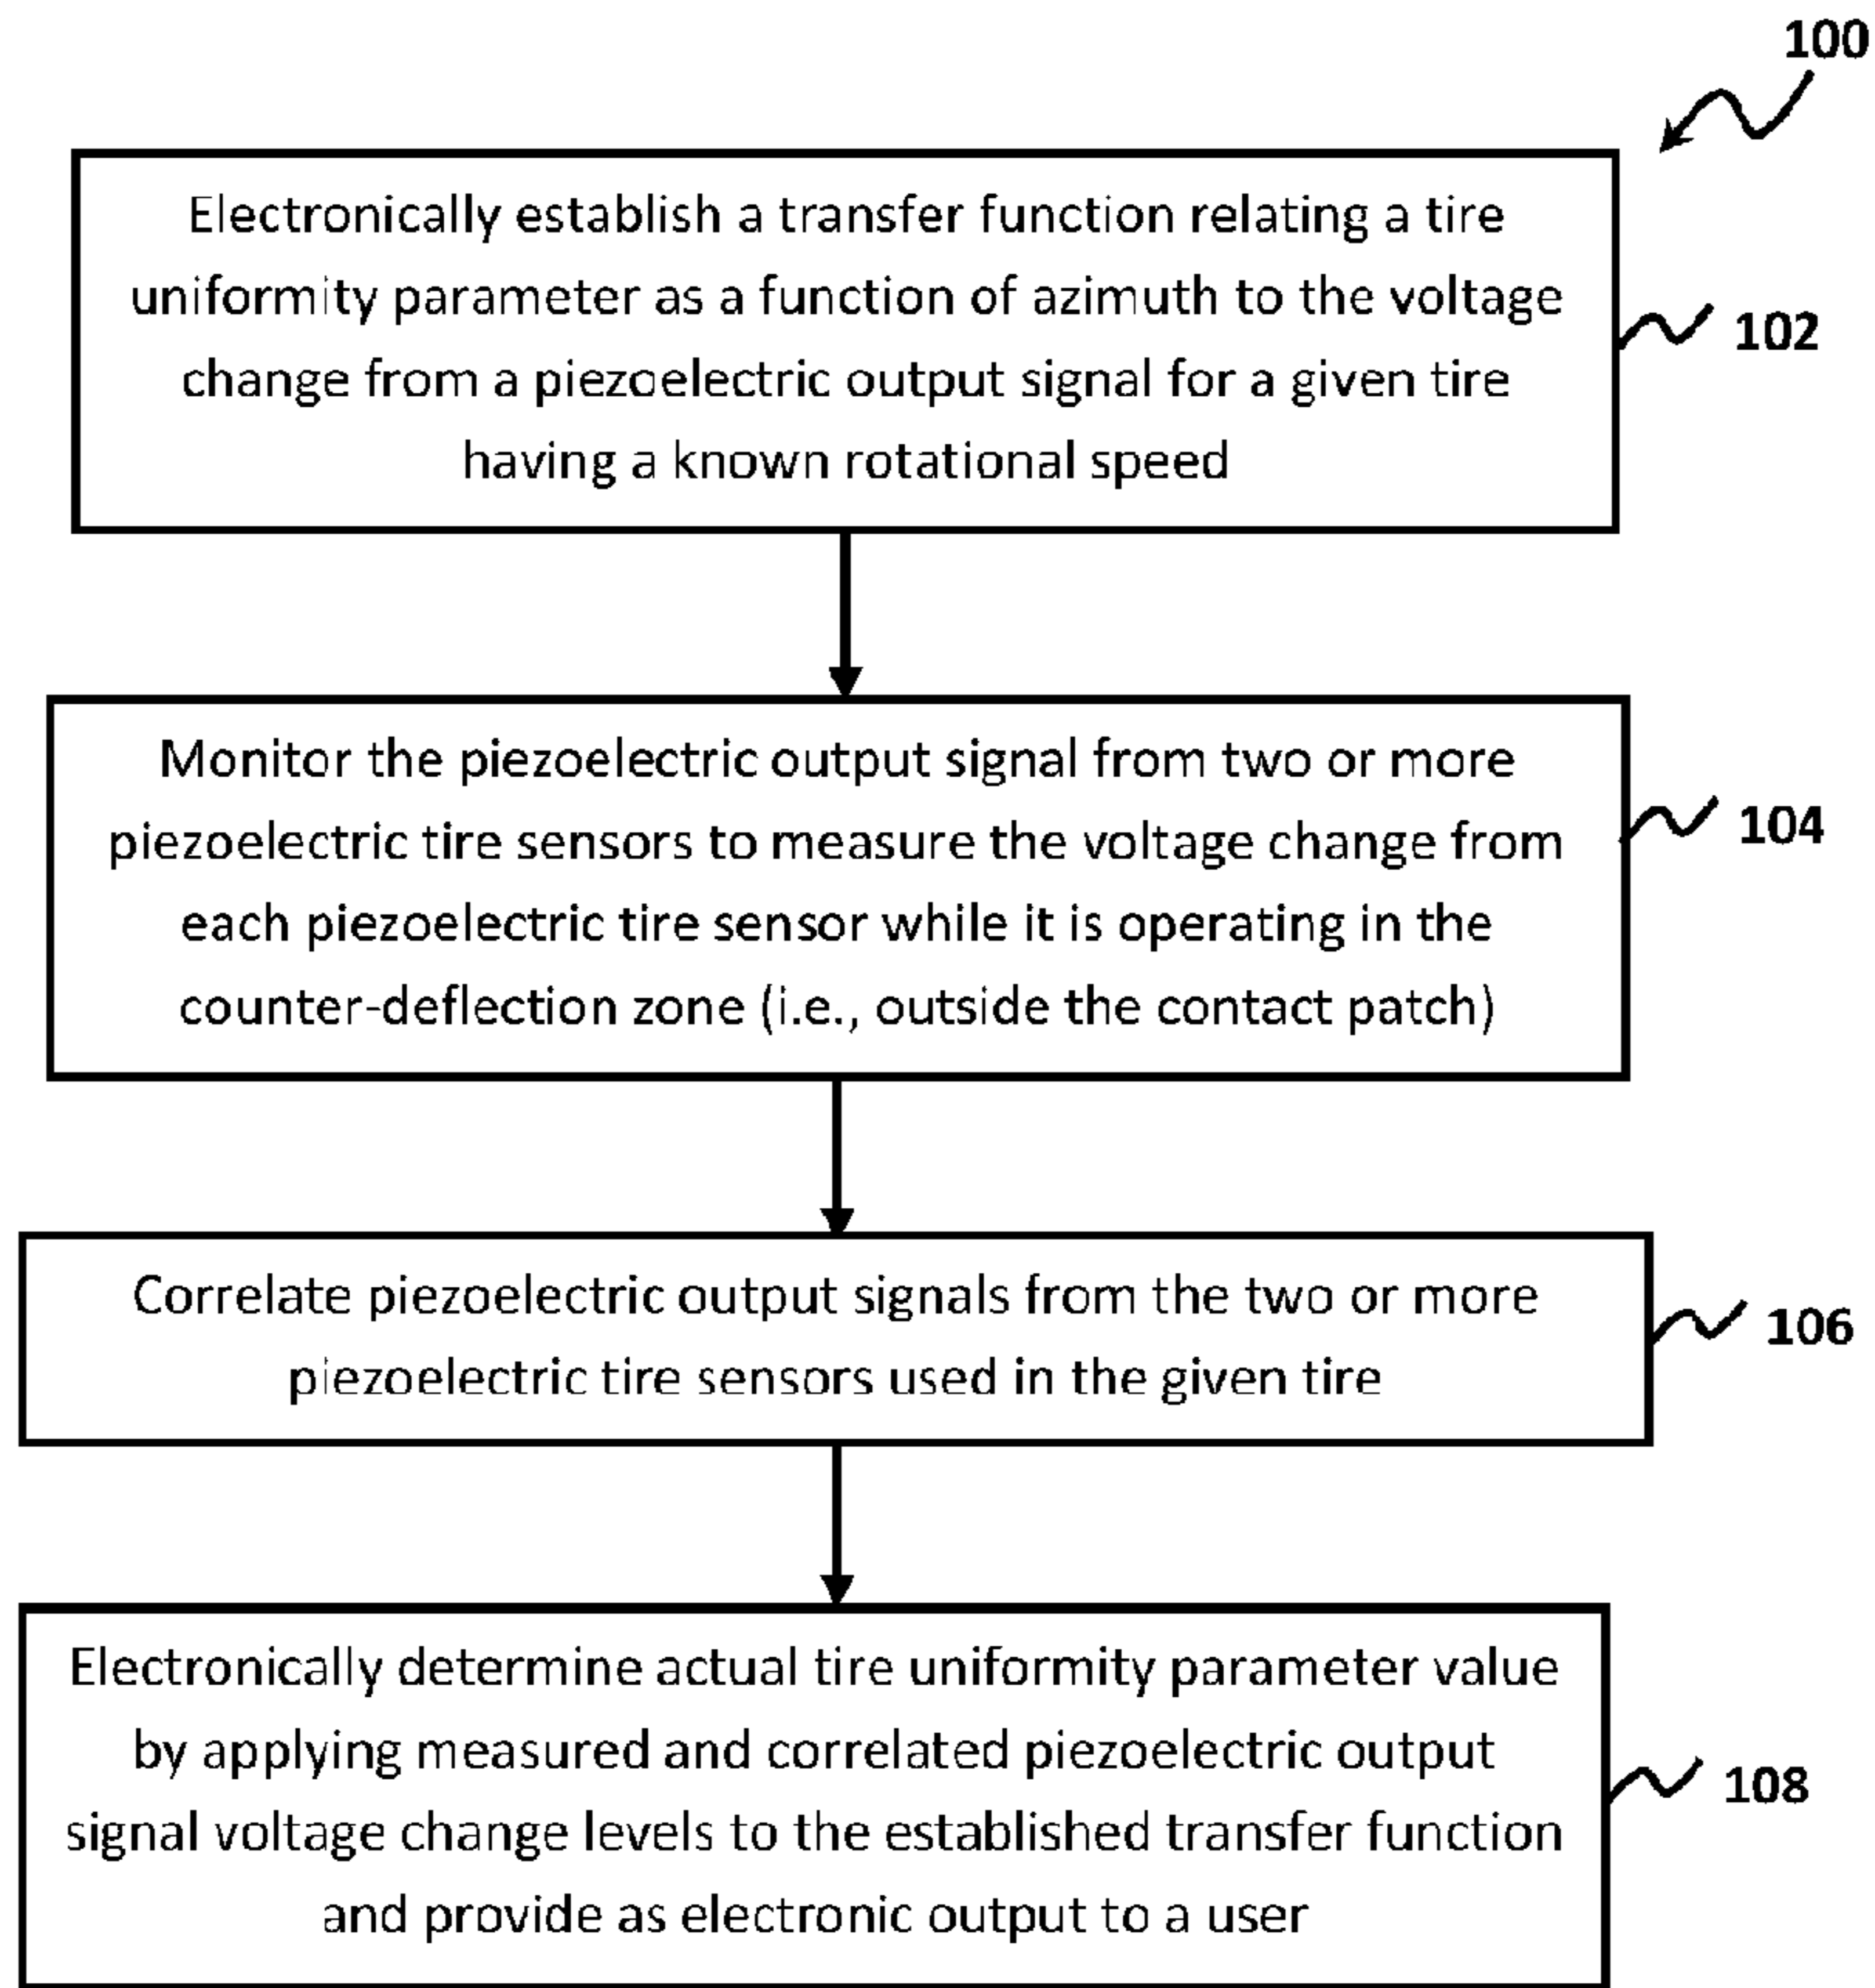 100
Electronically establish a transfer function relating a tire
uniformity parameter as a function of azimuth to the voltage
change from a piezoelectric output signal for a given tire
having a known rotational speed
102
Monitor the piezoelectric output signal from two or more
piezoelectric tire sensors to measure the voltage change from
each piezoelectric tire sensor while it is operating in the
counter-deflection zone (i.e., outside the contact patch)
104
Correlate piezoelectric output signals from the two or more
piezoelectric tire sensors used in the given tire
106
Electronically determine actual tire uniformity parameter value
by applying measured and correlated piezoelectric output
signal voltage change levels to the established transfer function
and provide as electronic output to a user
108